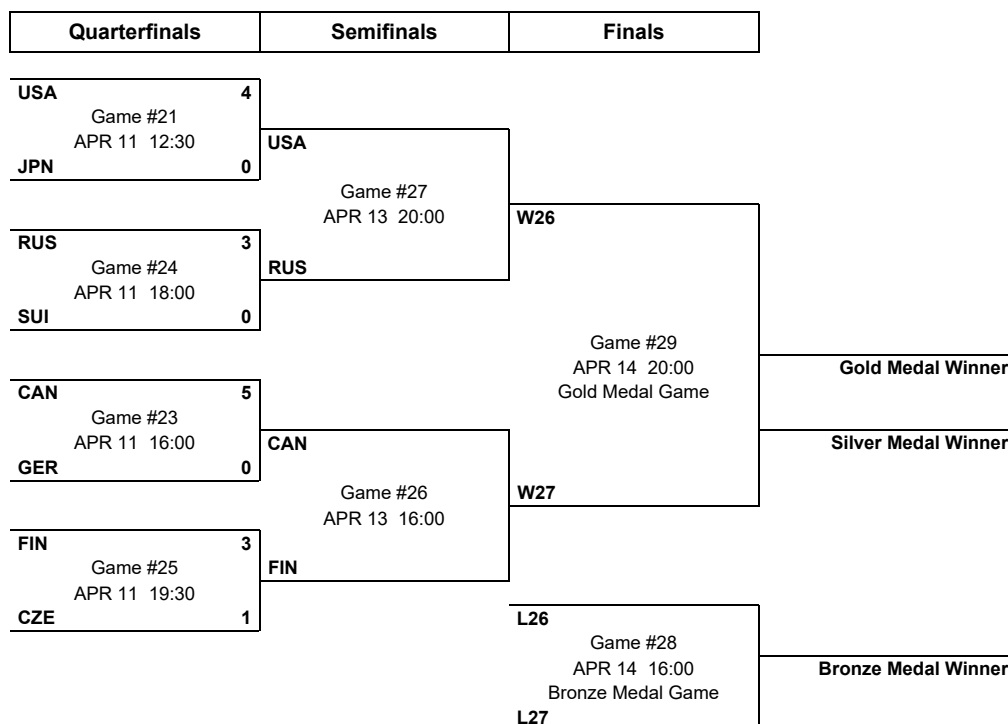 Quarterfinals Semifinals Finals
USA 4
Game #21
APR 11 12:30
JPN 0
RUS 3
Game #24
APR 11 18:00
SUI 0
CAN 5
Game #23
APR 11 16:00
GER 0
FIN 3
Game #25
APR 11 19:30
CZE 1
USA
Game #27
APR 13 20:00
RUS
CAN
Game #26
APR 13 16:00
FIN
W26
Game #29
APR 14 20:00
Gold Medal Game
W27
L26
Game #28
APR 14 16:00
Bronze Medal Game
L27
Gold Medal Winner
Silver Medal Winner
Bronze Medal Winner